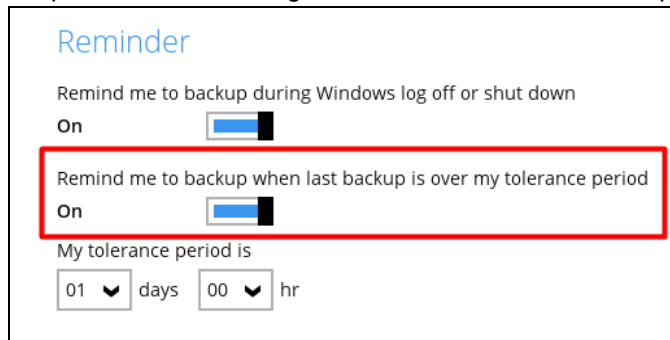 Reminder
Remind me to backup during Windows log off or shut down
On
Remind me to backup when last backup is over my tolerance period
On
My tolerance period is
01 days 00 hr